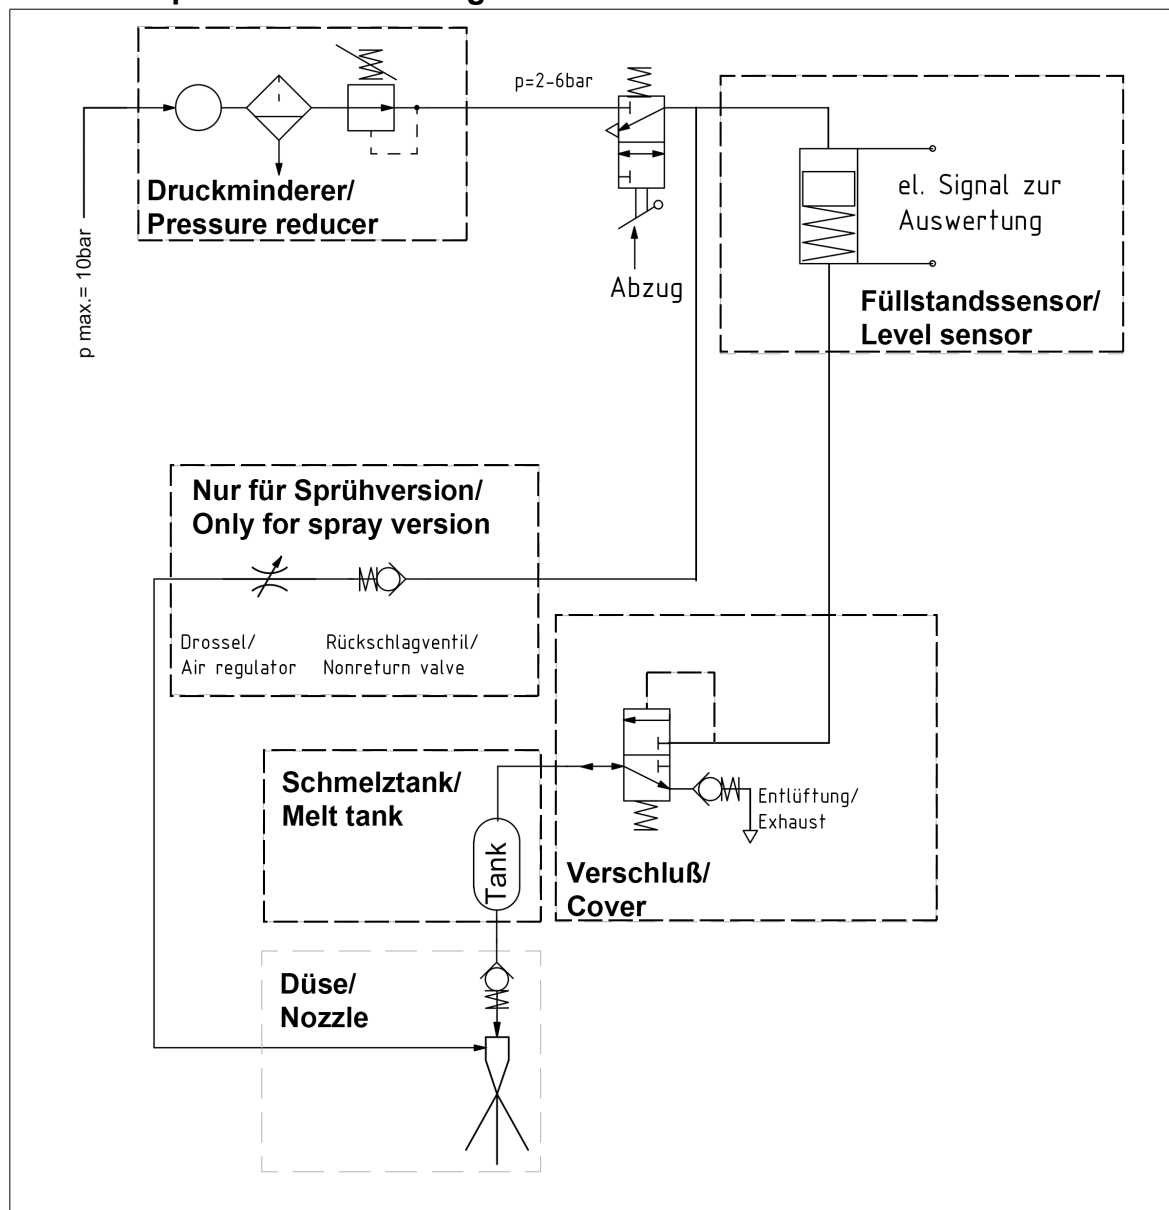 p=2-6bar
Druckminderer/
Pressure reducer
p max.= 10bar
Abzug
el. Signal zur
Auswertung
Füllstandssensor/
Level sensor
Nur für Sprühversion/
Only for spray version
Drossel/
Air regulator
Rückschlagventil/
Nonreturn valve
Schmelztank/
Melt tank
Tank
Entlüftung/
Exhaust
Verschluß/
Cover
Düse/
Nozzle